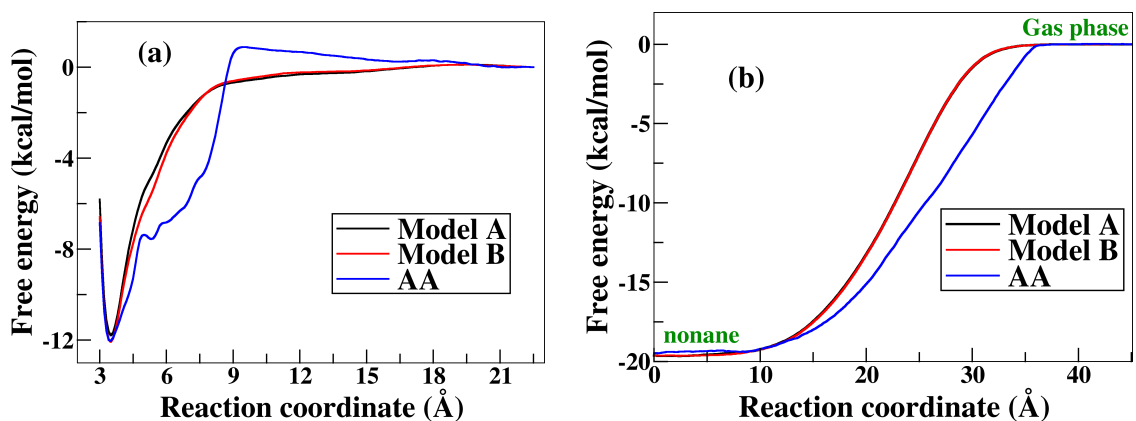 (a)
Free energy (kcal/mol)
0
-4
-8
-12
Model A
Model B
AA
3 6 9 12 15 18 21
Reaction coordinate (Å)
(b)
Gas phase
Free energy (kcal/mol)
0
-5
-10
-15
-20
Model A
Model B
AA
nonane
0 10 20 30 40
Reaction coordinate (Å)